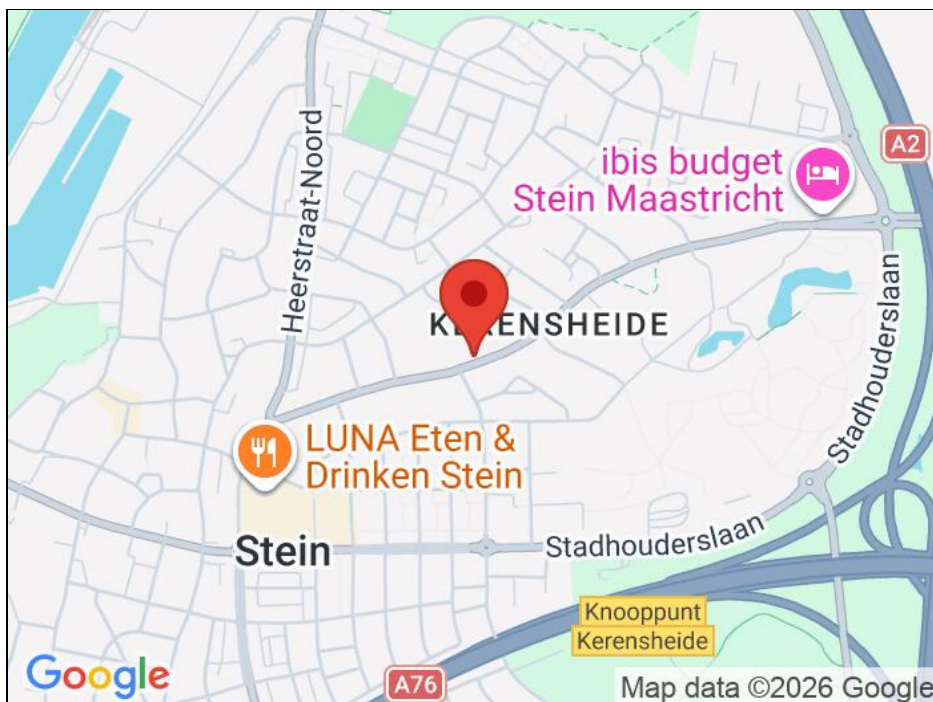 A2
ibis budget
Stein Maastricht
Heerstraat-Noord
KERENSHEIDE
Stadhouderslaan
LUNA Eten &
Drinken Stein
Stein
Stadhouderslaan
Knooppunt
Kerensheide
A76
Google
Map data ©2026 Google